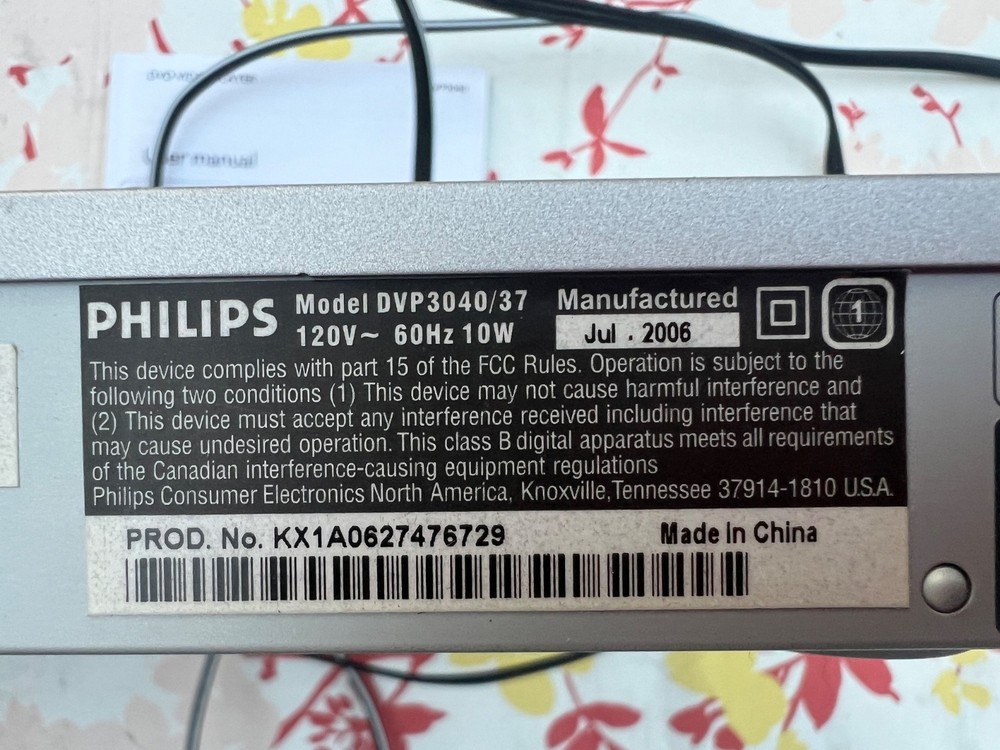 User manual
PHILIPS
Model DVP3040/37
120V~ 60Hz 10W
Manufactured
Jul . 2006
1
This device complies with part 15 of the FCC Rules. Operation is subject to the
following two conditions (1) This device may not cause harmful interference and
(2) This device must accept any interference received including interference that
may cause undesired operation. This class B digital apparatus meets all requirements
of the Canadian interference-causing equipment regulations
Philips Consumer Electronics North America, Knoxville, Tennessee 37914-1810 U.S.A.
PROD. No. KX1A0627476729
Made In China